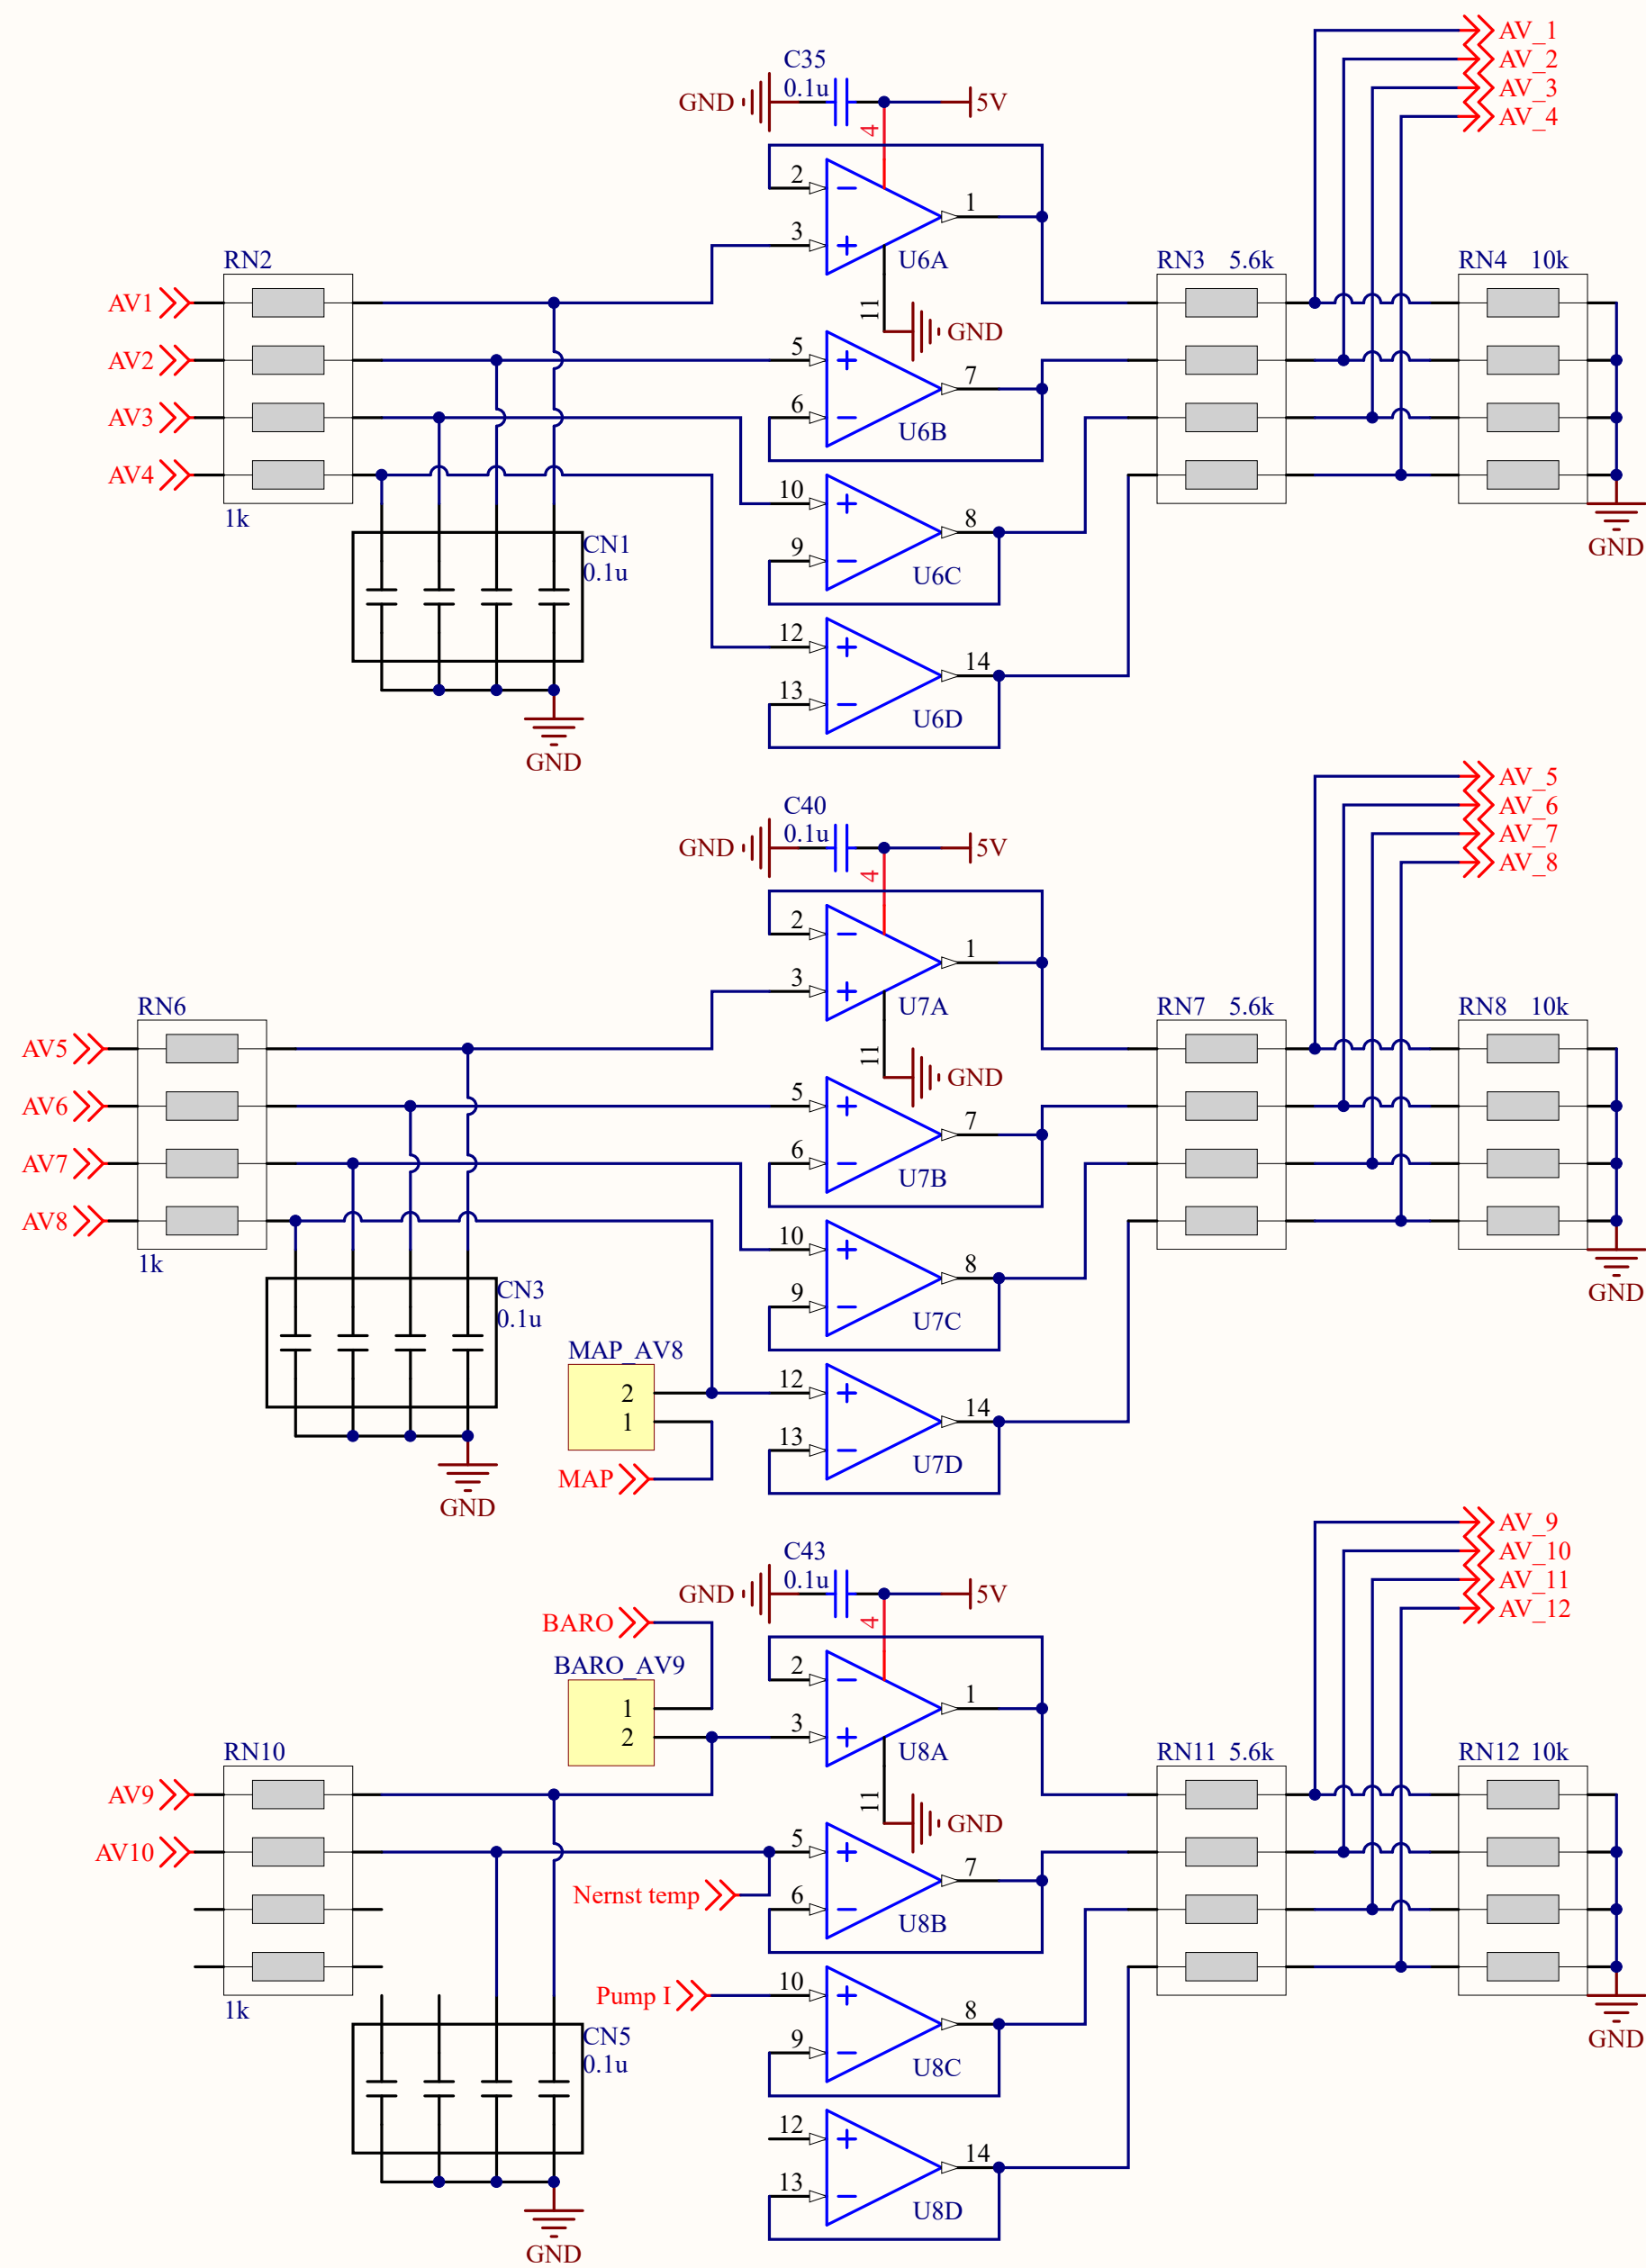 AV_1
AV_2
AV_3
AV_4
C35
0.1u
GND
5V
4
2
1
3
U6A
11
GND
RN2
AV1
AV2
AV3
AV4
1k
5
7
6
U6B
10
8
9
U6C
12
14
13
U6D
CN1
0.1u
GND
RN3 5.6k
RN4 10k
GND
AV_5
AV_6
AV_7
AV_8
C40
0.1u
GND
5V
4
2
1
3
U7A
11
GND
RN6
AV5
AV6
AV7
AV8
1k
5
7
6
U7B
10
8
9
U7C
CN3
0.1u
GND
MAP_AV8
2
1
MAP
12
14
13
U7D
RN7 5.6k
RN8 10k
GND
AV_9
AV_10
AV_11
AV_12
C43
0.1u
GND
5V
4
BARO
BARO_AV9
1
2
2
1
3
U8A
11
GND
RN10
AV9
AV10
1k
5
7
6
U8B
Nernst temp
Pump I
10
8
9
U8C
CN5
0.1u
GND
12
14
13
U8D
RN11 5.6k
RN12 10k
GND